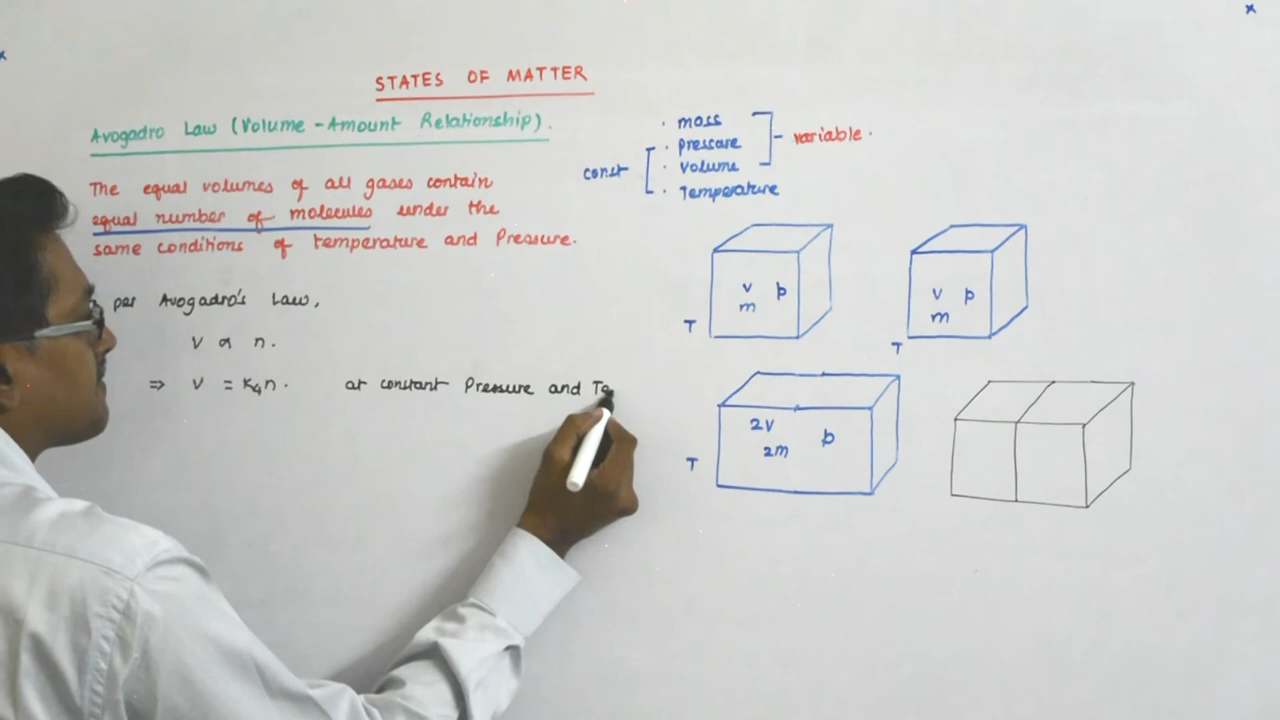 STATES OF MATTER
Avogadro Law (Volume - Amount Relationship).
The equal volumes of all gases contain
equal number of molecules under the
same conditions of temperature and Pressure.
per Avogadro's Law,
V ∝ n.
⇒ V = K₄n. at constant Pressure and Te
· mass
· pressure
· volume
· Temperature
const
variable.
V p
m
T
V p
m
T
2V
2m p
T